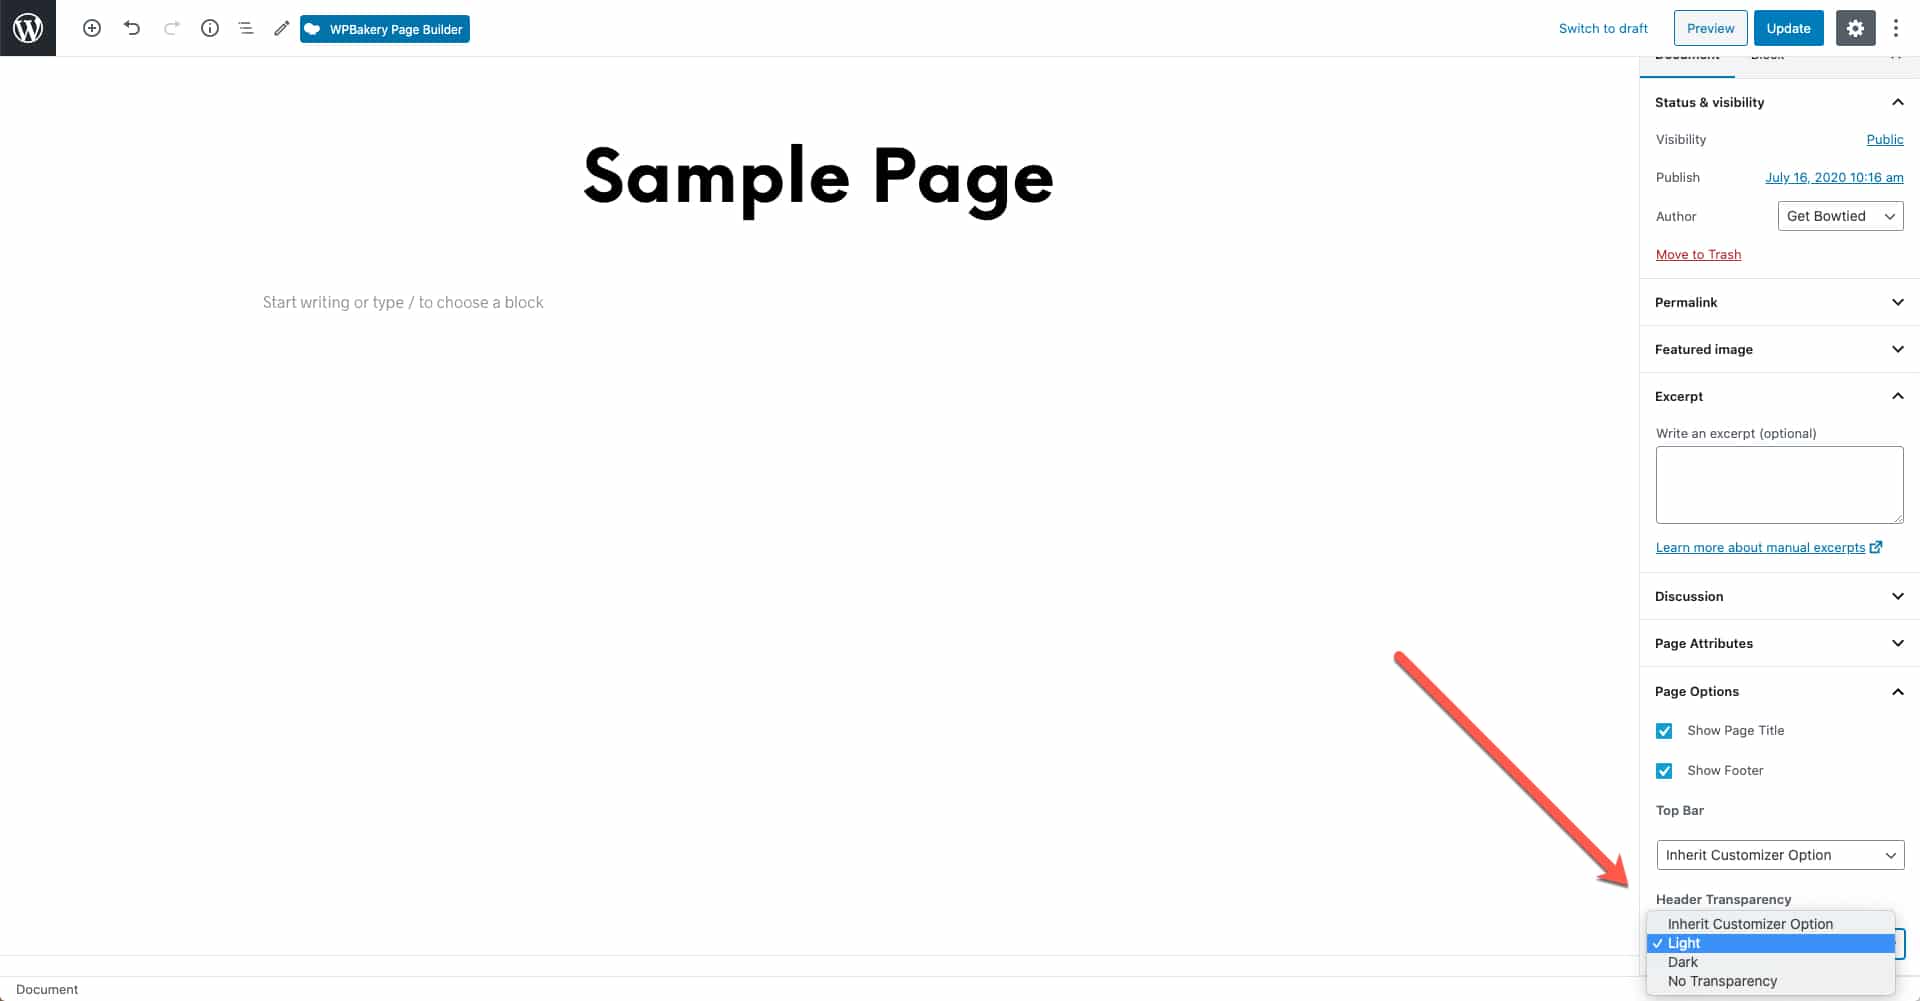 WPBakery Page Builder
Switch to draft
Preview
Update
Document
Block
Sample Page
Start writing or type / to choose a block
Status & visibility
Visibility
Public
Publish
July 16, 2020 10:16 am
Author
Get Bowtied
Move to Trash
Permalink
Featured image
Excerpt
Write an excerpt (optional)
Learn more about manual excerpts
Discussion
Page Attributes
Page Options
Show Page Title
Show Footer
Top Bar
Inherit Customizer Option
Header Transparency
Inherit Customizer Option
✓ Light
Dark
No Transparency
Document